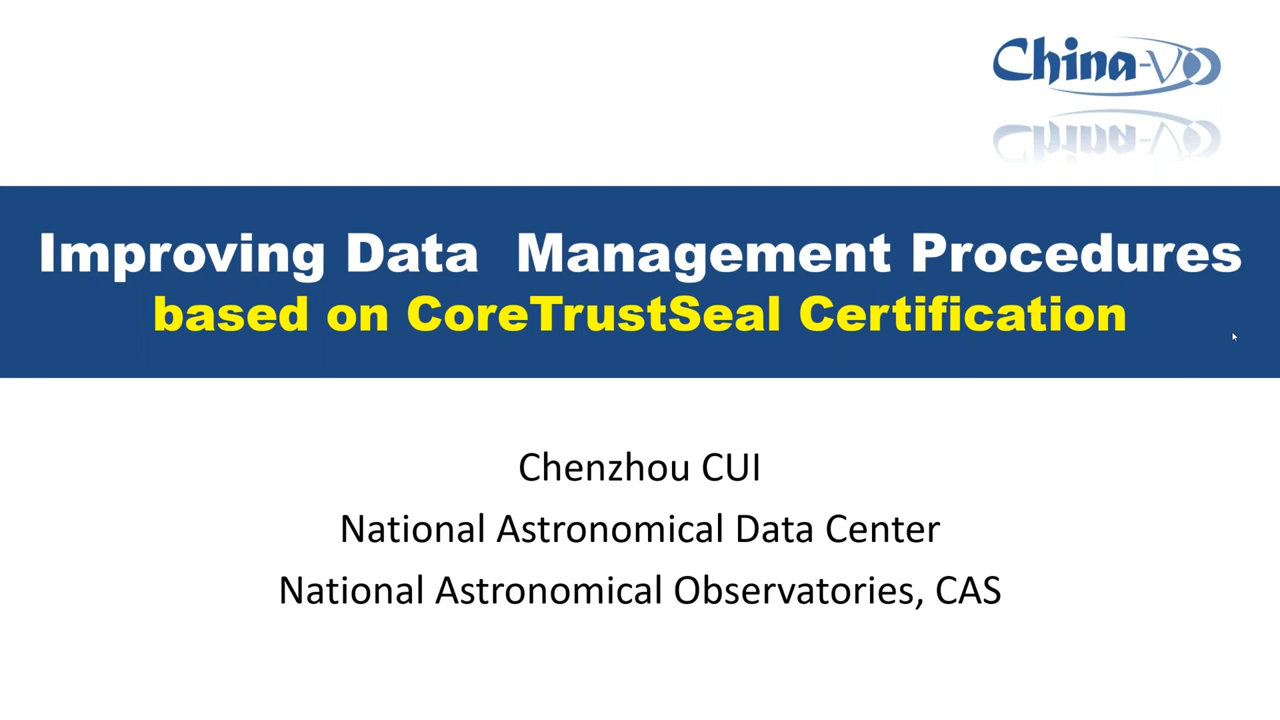 China-VO
Improving Data  Management Procedures
based on CoreTrustSeal Certification
Chenzhou CUI
National Astronomical Data Center
National Astronomical Observatories, CAS